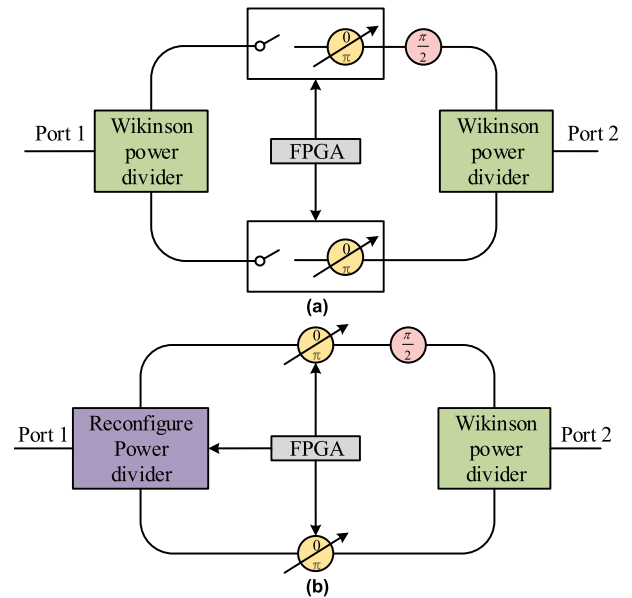 0
π
π
2
Port 1
Wikinson
power
divider
FPGA
Wikinson
power
divider
Port 2
0
π
(a)
0
π
π
2
Port 1
Reconfigure
Power
divider
FPGA
Wikinson
power
divider
Port 2
0
π
(b)